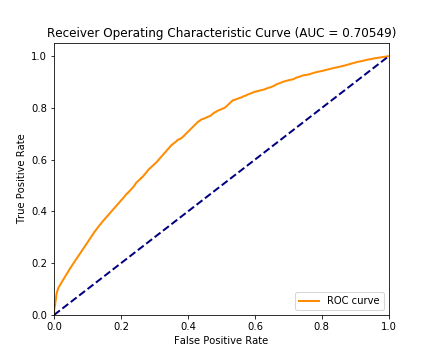 Receiver Operating Characteristic Curve (AUC = 0.70549)
True Positive Rate
1.0
0.8
0.6
0.4
0.2
0.0
0.0 0.2 0.4 0.6 0.8 1.0
False Positive Rate
ROC curve